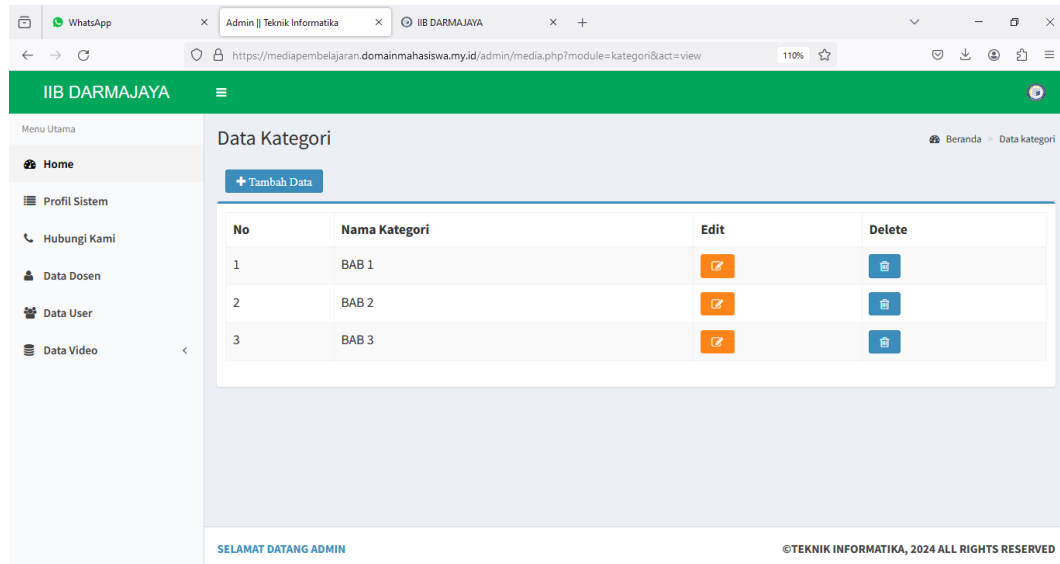 WhatsApp
Admin || Teknik Informatika
IIB DARMAJAYA
https://mediapembelajaran.domainmahasiswa.my.id/admin/media.php?module=kategori&act=view
110%
IIB DARMAJAYA
Menu Utama
Home
Profil Sistem
Hubungi Kami
Data Dosen
Data User
Data Video
Data Kategori
Beranda > Data kategori
Tambah Data
No Nama Kategori Edit Delete
1 BAB 1
2 BAB 2
3 BAB 3
SELAMAT DATANG ADMIN
©TEKNIK INFORMATIKA, 2024 ALL RIGHTS RESERVED